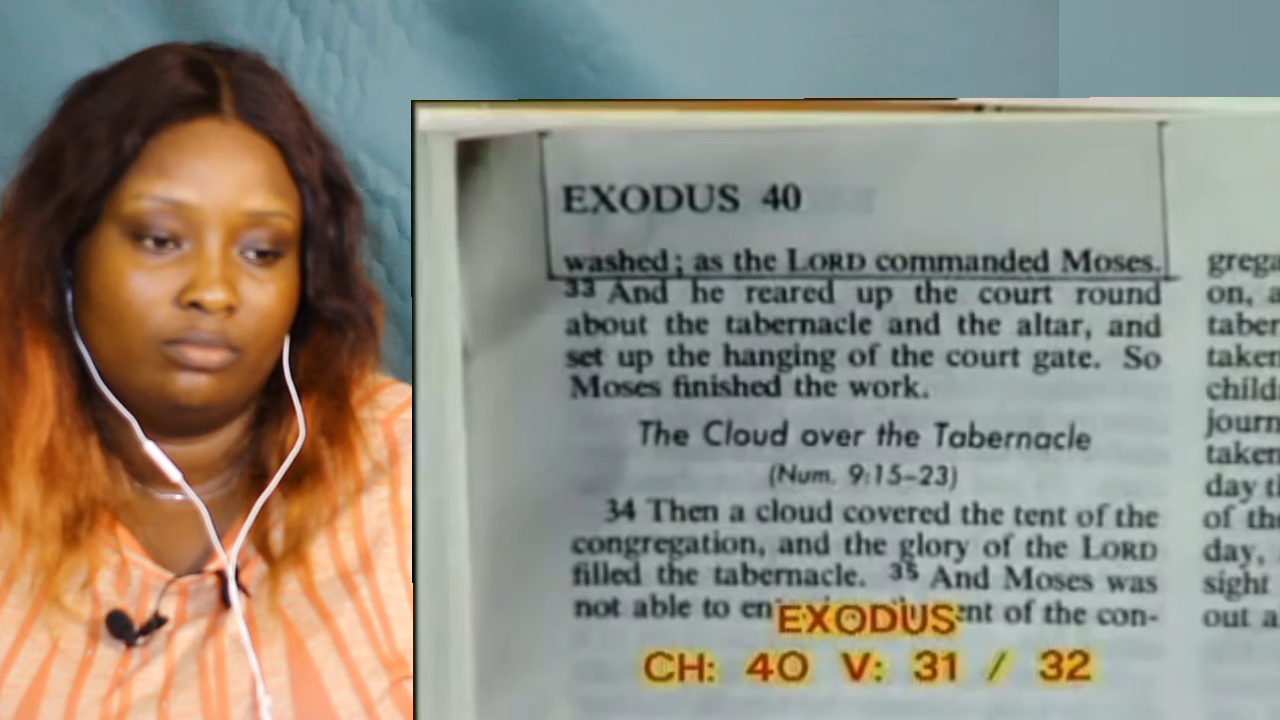 EXODUS 40
washed; as the LORD commanded Moses.
33 And he reared up the court round
about the tabernacle and the altar, and
set up the hanging of the court gate. So
Moses finished the work.
The Cloud over the Tabernacle
(Num. 9:15–23)
34 Then a cloud covered the tent of the
congregation, and the glory of the LORD
filled the tabernacle. 35 And Moses was
not able to en ent of the con-
grega
on, a
taber
taken
child
journ
taken
day t
of the
day,
sight
out a
EXODUS
CH: 40 V: 31 / 32